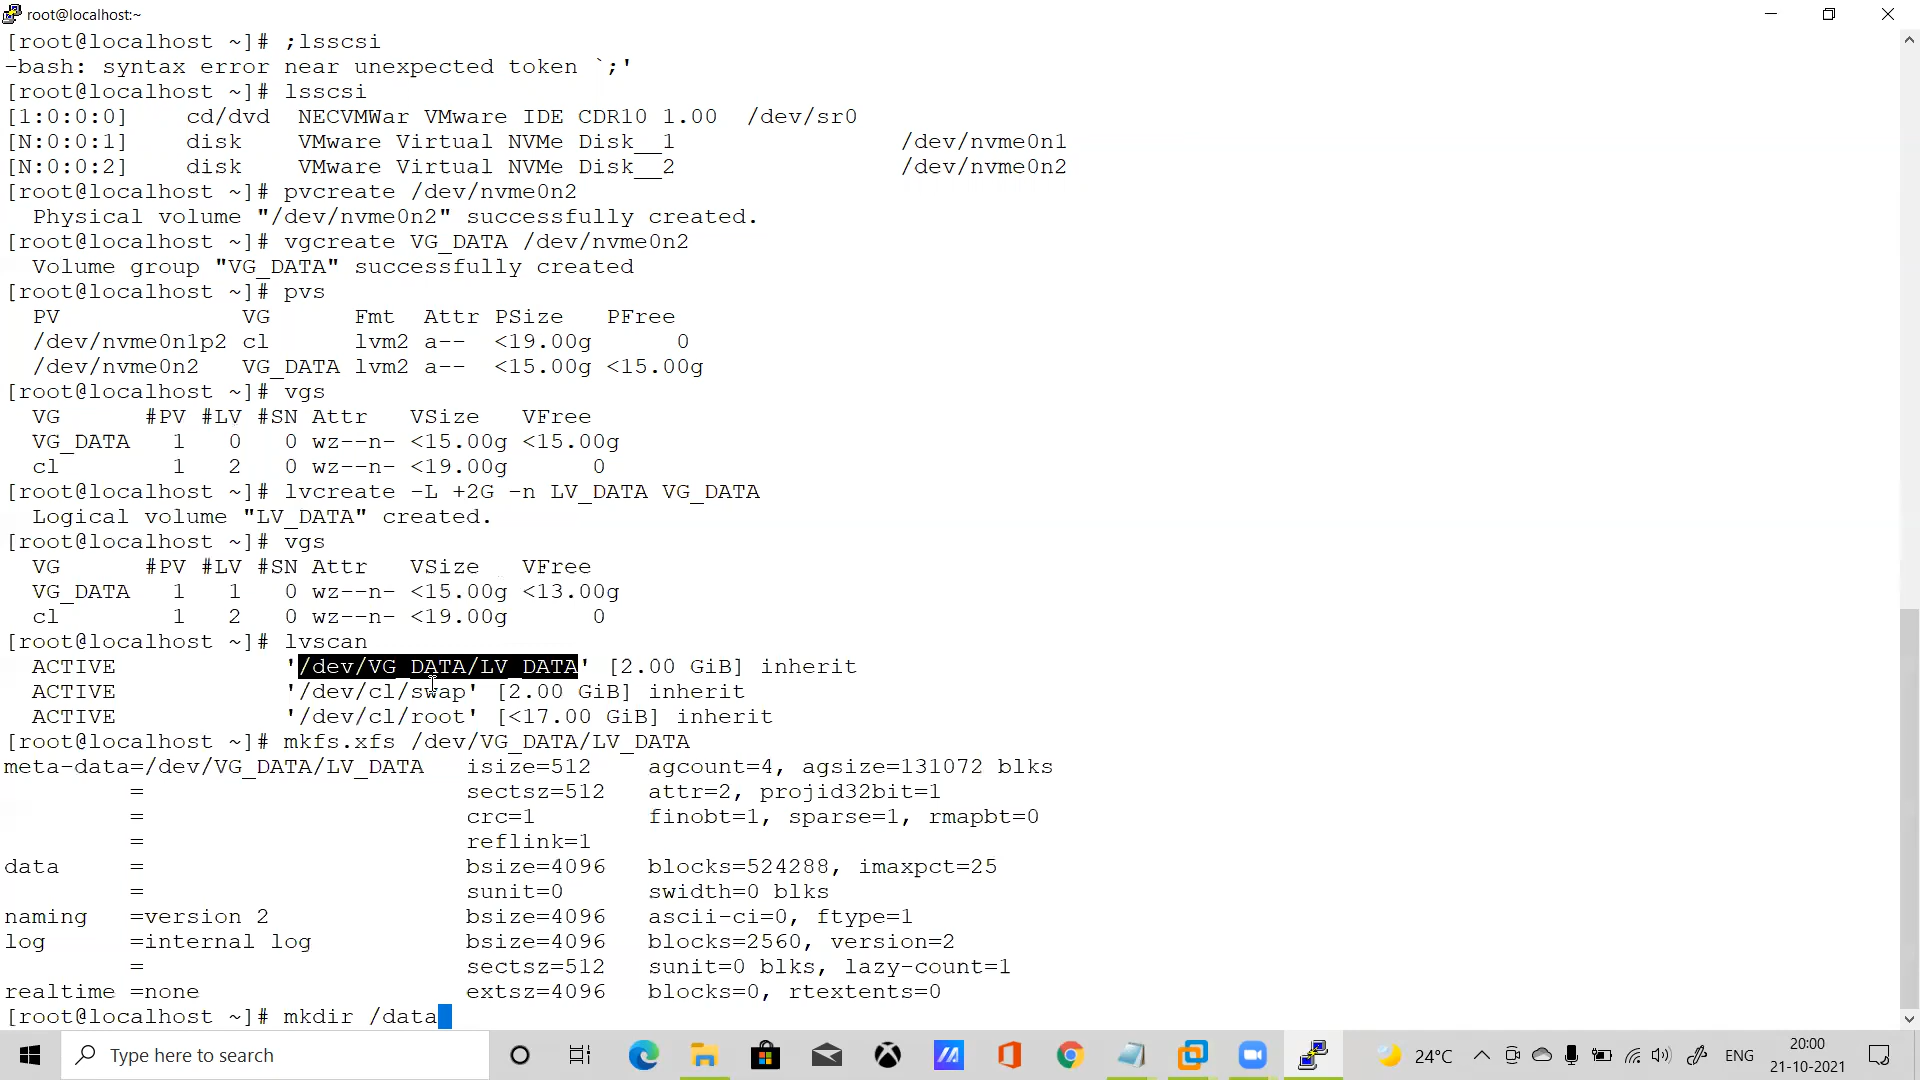 root@localhost:~
[root@localhost ~]# ;lsscsi
-bash: syntax error near unexpected token `;'
[root@localhost ~]# lsscsi
[1:0:0:0]    cd/dvd  NECVMWar VMware IDE CDR10 1.00  /dev/sr0
[N:0:0:1]    disk    VMware Virtual NVMe Disk__1                /dev/nvme0n1
[N:0:0:2]    disk    VMware Virtual NVMe Disk__2                /dev/nvme0n2
[root@localhost ~]# pvcreate /dev/nvme0n2
  Physical volume "/dev/nvme0n2" successfully created.
[root@localhost ~]# vgcreate VG_DATA /dev/nvme0n2
  Volume group "VG_DATA" successfully created
[root@localhost ~]# pvs
  PV             VG      Fmt  Attr PSize   PFree
  /dev/nvme0n1p2 cl      lvm2 a--  <19.00g      0
  /dev/nvme0n2   VG_DATA lvm2 a--  <15.00g <15.00g
[root@localhost ~]# vgs
  VG      #PV #LV #SN Attr   VSize   VFree
  VG_DATA   1   0   0 wz--n- <15.00g <15.00g
  cl        1   2   0 wz--n- <19.00g      0
[root@localhost ~]# lvcreate -L +2G -n LV_DATA VG_DATA
  Logical volume "LV_DATA" created.
[root@localhost ~]# vgs
  VG      #PV #LV #SN Attr   VSize   VFree
  VG_DATA   1   1   0 wz--n- <15.00g <13.00g
  cl        1   2   0 wz--n- <19.00g      0
[root@localhost ~]# lvscan
  ACTIVE            '/dev/VG_DATA/LV_DATA' [2.00 GiB] inherit
  ACTIVE            '/dev/cl/swap' [2.00 GiB] inherit
  ACTIVE            '/dev/cl/root' [<17.00 GiB] inherit
[root@localhost ~]# mkfs.xfs /dev/VG_DATA/LV_DATA
meta-data=/dev/VG_DATA/LV_DATA   isize=512    agcount=4, agsize=131072 blks
         =                       sectsz=512   attr=2, projid32bit=1
         =                       crc=1        finobt=1, sparse=1, rmapbt=0
         =                       reflink=1
data     =                       bsize=4096   blocks=524288, imaxpct=25
         =                       sunit=0      swidth=0 blks
naming   =version 2              bsize=4096   ascii-ci=0, ftype=1
log      =internal log           bsize=4096   blocks=2560, version=2
         =                       sectsz=512   sunit=0 blks, lazy-count=1
realtime =none                   extsz=4096   blocks=0, rtextents=0
[root@localhost ~]# mkdir /data
Type here to search
24°C
ENG
20:00
21-10-2021